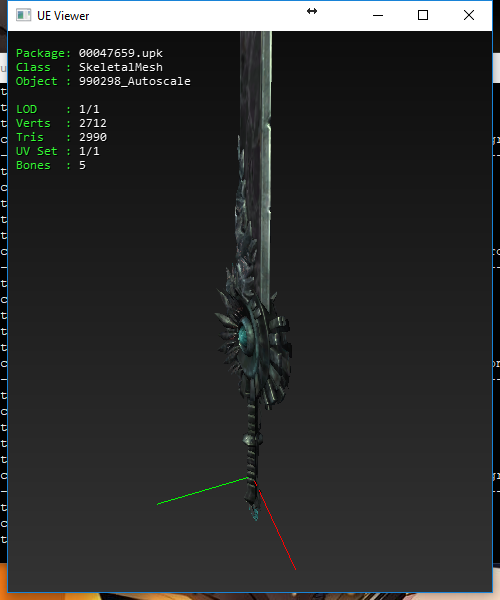 UE Viewer
Package: 00047659.upk
Class : SkeletalMesh
Object : 990298_Autoscale
LOD : 1/1
Verts : 2712
Tris : 2990
UV Set : 1/1
Bones : 5